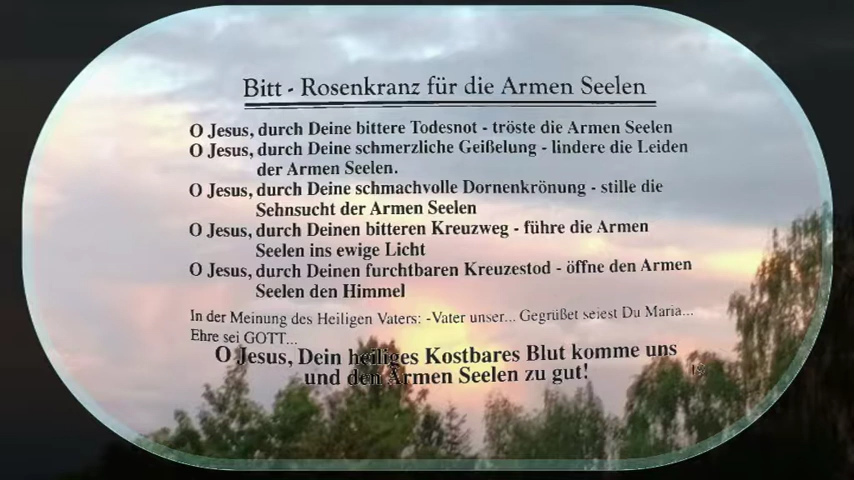 Bitt - Rosenkranz für die Armen Seelen
O Jesus, durch Deine bittere Todesnot - tröste die Armen Seelen
O Jesus, durch Deine schmerzliche Geißelung - lindere die Leiden
der Armen Seelen.
O Jesus, durch Deine schmachvolle Dornenkrönung - stille die
Sehnsucht der Armen Seelen
O Jesus, durch Deinen bitteren Kreuzweg - führe die Armen
Seelen ins ewige Licht
O Jesus, durch Deinen furchtbaren Kreuzestod - öffne den Armen
Seelen den Himmel
In der Meinung des Heiligen Vaters: -Vater unser... Gegrüßet seiest Du Maria...
Ehre sei GOTT...
O Jesus, Dein heiliges Kostbares Blut komme uns
und den Armen Seelen zu gut!